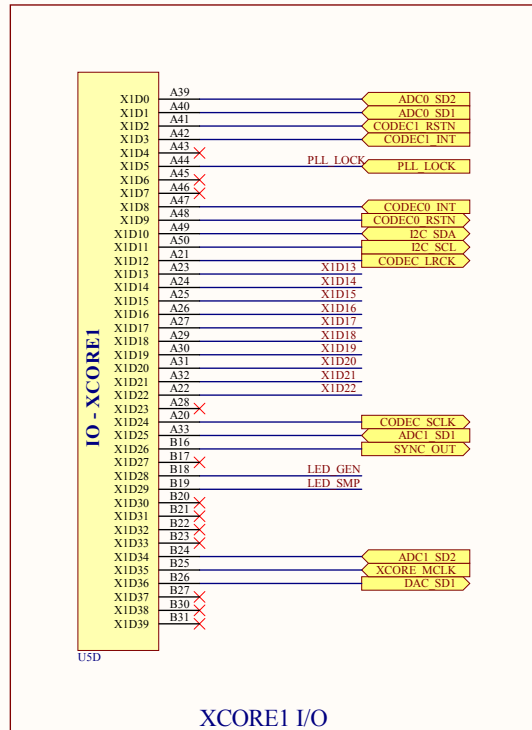 X1D0 A39 ADC0_SD2
X1D1 A40 ADC0_SD1
X1D2 A41 CODEC1_RSTN
X1D3 A42 CODEC1_INT
X1D4 A43
X1D5 A44 PLL_LOCK PLL_LOCK
X1D6 A45
X1D7 A46
X1D8 A47 CODEC0_INT
X1D9 A48 CODEC0_RSTN
X1D10 A49 I2C_SDA
X1D11 A50 I2C_SCL
X1D12 A21 CODEC_LRCK
X1D13 A23 X1D13
X1D14 A24 X1D14
X1D15 A25 X1D15
X1D16 A26 X1D16
X1D17 A27 X1D17
X1D18 A29 X1D18
X1D19 A30 X1D19
X1D20 A31 X1D20
X1D21 A32 X1D21
X1D22 A22 X1D22
X1D23 A28
X1D24 A20 CODEC_SCLK
X1D25 A33 ADC1_SD1
X1D26 B16 SYNC_OUT
X1D27 B17
X1D28 B18 LED_GEN
X1D29 B19 LED_SMP
X1D30 B20
X1D31 B21
X1D32 B22
X1D33 B23
X1D34 B24 ADC1_SD2
X1D35 B25 XCORE_MCLK
X1D36 B26 DAC_SD1
X1D37 B27
X1D38 B30
X1D39 B31
IO - XCORE1
U5D
XCORE1 I/O